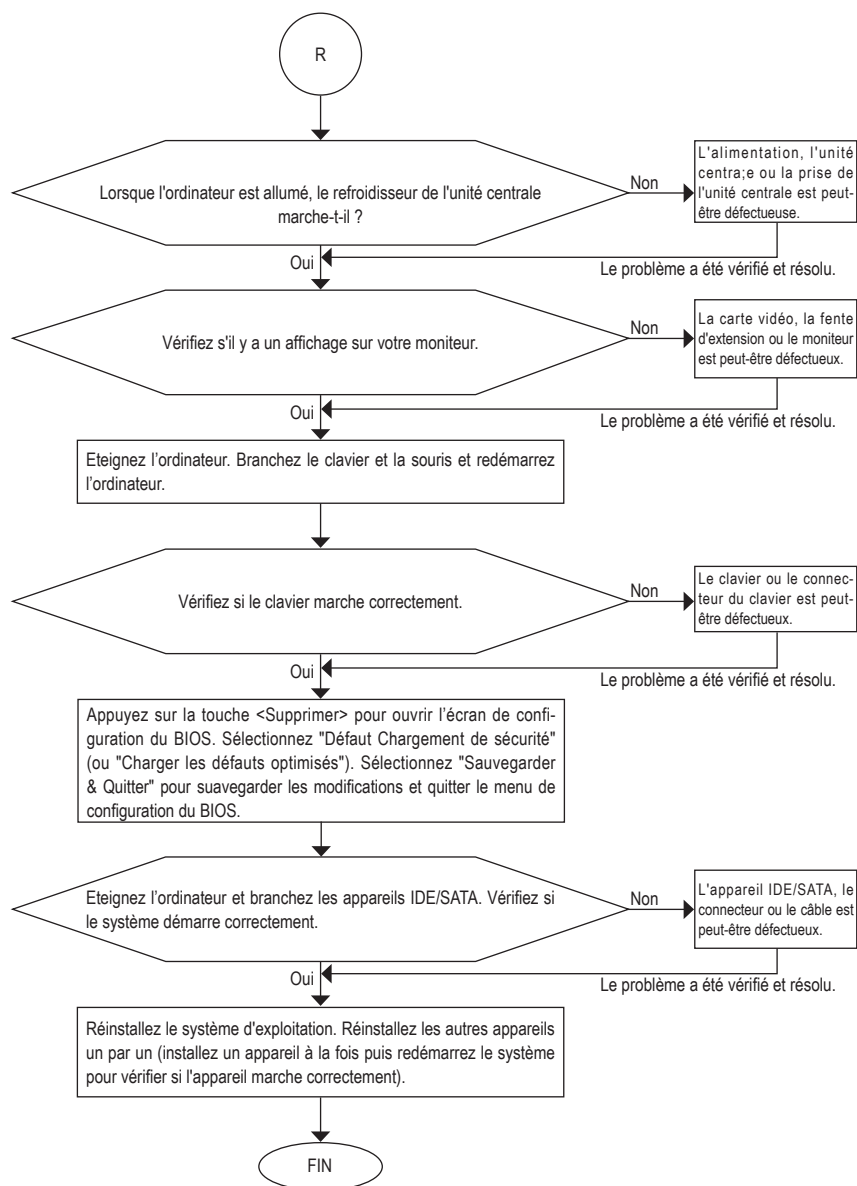 R
Lorsque l'ordinateur est allumé, le refroidisseur de l'unité centrale
marche-t-il ?
Non
L'alimentation, l'unité
centra;e ou la prise de
l'unité centrale est peut-
être défectueuse.
Oui
Le problème a été vérifié et résolu.
Vérifiez s'il y a un affichage sur votre moniteur.
Non
La carte vidéo, la fente
d'extension ou le moniteur
est peut-être défectueux.
Oui
Le problème a été vérifié et résolu.
Eteignez l’ordinateur. Branchez le clavier et la souris et redémarrez
l’ordinateur.
Vérifiez si le clavier marche correctement.
Non
Le clavier ou le connec-
teur du clavier est peut-
être défectueux.
Oui
Le problème a été vérifié et résolu.
Appuyez sur la touche <Supprimer> pour ouvrir l’écran de confi-
guration du BIOS. Sélectionnez "Défaut Chargement de sécurité"
(ou "Charger les défauts optimisés"). Sélectionnez "Sauvegarder
& Quitter" pour suavegarder les modifications et quitter le menu de
configuration du BIOS.
Eteignez l’ordinateur et branchez les appareils IDE/SATA. Vérifiez si
le système démarre correctement.
Non
L'appareil IDE/SATA, le
connecteur ou le câble est
peut-être défectueux.
Oui
Le problème a été vérifié et résolu.
Réinstallez le système d'exploitation. Réinstallez les autres appareils
un par un (installez un appareil à la fois puis redémarrez le système
pour vérifier si l'appareil marche correctement).
FIN